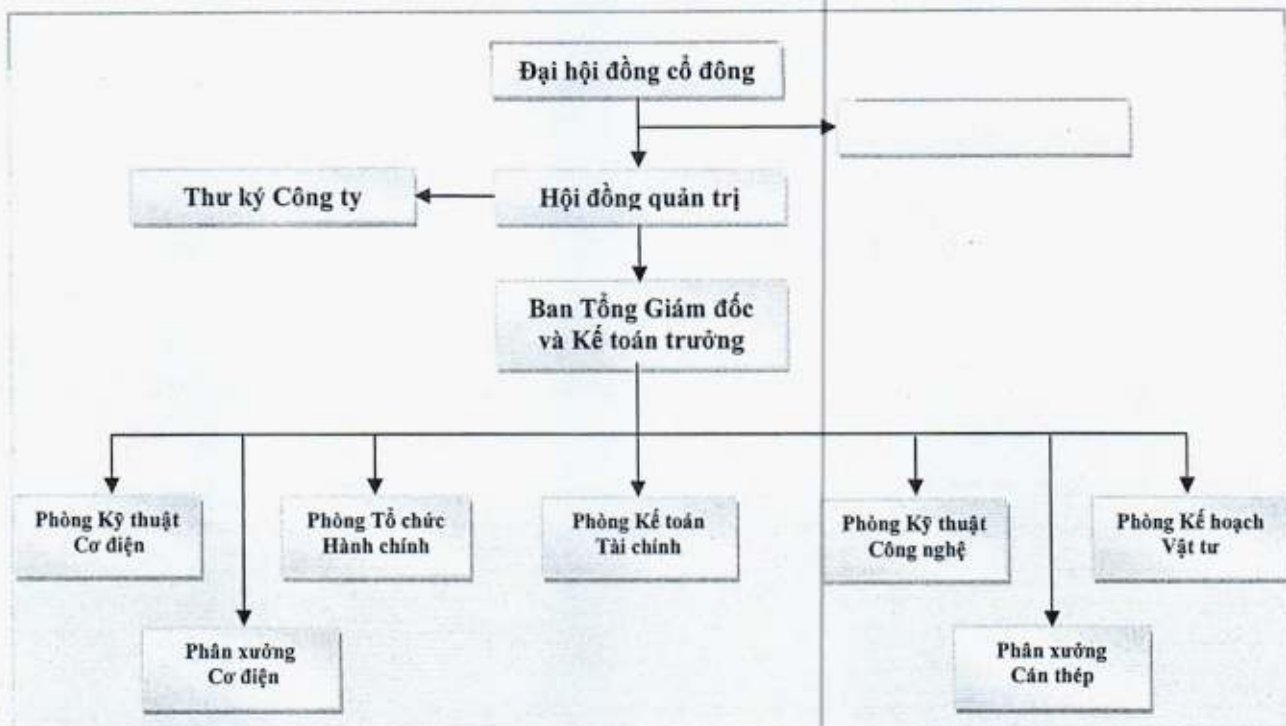 Đại hội đồng cổ đông
Thư ký Công ty
Hội đồng quản trị
Ban Tổng Giám đốc
và Kế toán trưởng
Phòng Kỹ thuật
Cơ điện
Phòng Tổ chức
Hành chính
Phòng Kế toán
Tài chính
Phòng Kỹ thuật
Công nghệ
Phòng Kế hoạch
Vật tư
Phân xưởng
Cơ điện
Phân xưởng
Cán thép